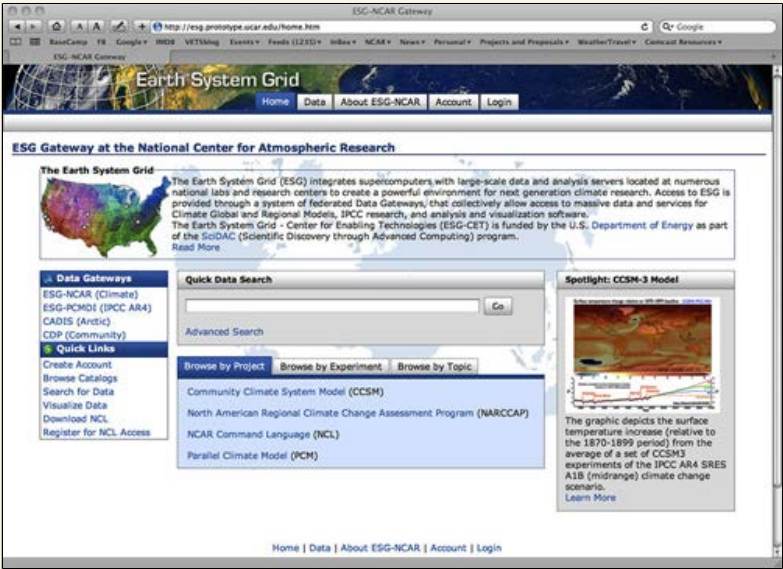 ESG-NCAR Gateway
http://esg.prototype.ucar.edu/home.htm
Google
BaseCamp FB Google IMDB VETSblog Events Feeds (1235) Inbox NCAR News Personal Projects and Proposals Weather/Travel Comcast Resources
ESG-NCAR Gateway
Earth System Grid
Home Data About ESG-NCAR Account Login
ESG Gateway at the National Center for Atmospheric Research
The Earth System Grid
The Earth System Grid (ESG) integrates supercomputers with large-scale data and analysis servers located at numerous
national labs and research centers to create a powerful environment for next generation climate research. Access to ESG is
provided through a system of federated Data Gateways, that collectively allow access to massive data and services for
Climate Global and Regional Models, IPCC research, and analysis and visualization software.
The Earth System Grid - Center for Enabling Technologies (ESG-CET) is funded by the U.S. Department of Energy as part
of the SciDAC (Scientific Discovery through Advanced Computing) program.
Read More
Data Gateways
ESG-NCAR (Climate)
ESG-PCMDI (IPCC AR4)
CADIS (Arctic)
CDP (Community)
Quick Links
Create Account
Browse Catalogs
Search for Data
Visualize Data
Download NCL
Register for NCL Access
Quick Data Search
Go
Advanced Search
Browse by Project Browse by Experiment Browse by Topic
Community Climate System Model (CCSM)
North American Regional Climate Change Assessment Program (NARCCAP)
NCAR Command Language (NCL)
Parallel Climate Model (PCM)
Spotlight: CCSM-3 Model
The graphic depicts the surface
temperature increase (relative to
the 1870-1899 period) from the
average of a set of CCSM3
experiments of the IPCC AR4 SRES
A1B (midrange) climate change
scenario.
Learn More
Home | Data | About ESG-NCAR | Account | Login